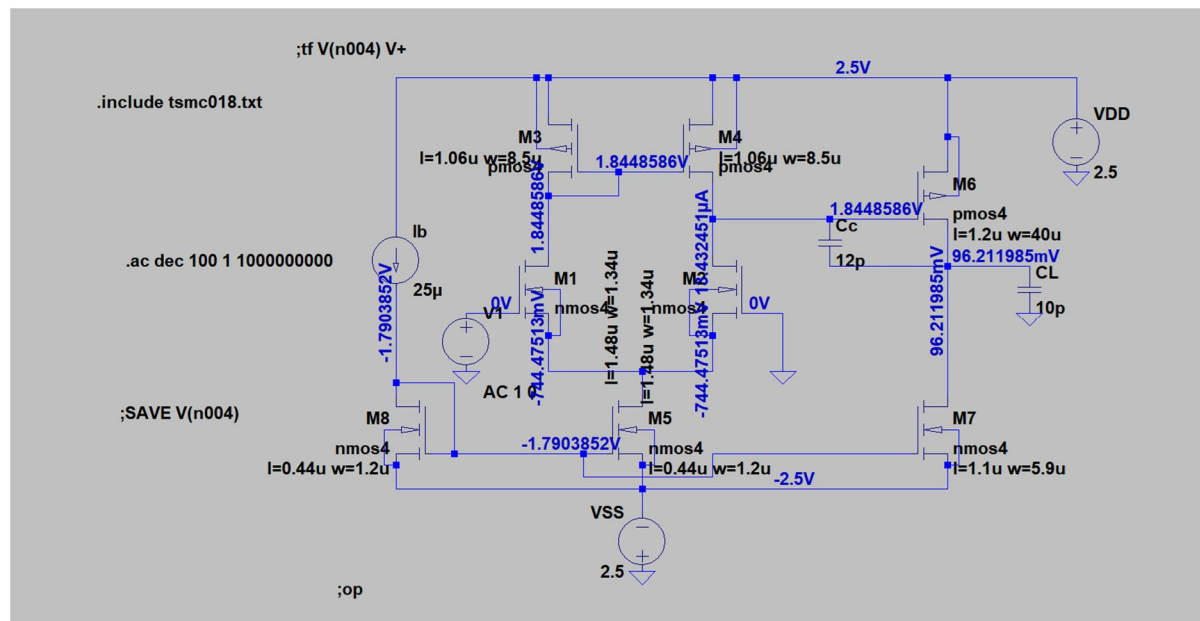 ;tf V(n004) V+
2.5V
.include tsmc018.txt
VDD
2.5
M3
l=1.06u w=8.5u
pmos4
1.8448586V
M4
l=1.06u w=8.5u
pmos4
M6
pmos4
l=1.2u w=40u
1.8448586V
1.8448586V
Cc
12p
96.211985mV
CL
10p
96.211985mV
Ib
25µ
.ac dec 100 1 1000000000
-1.7903852V
M1
nmos4
l=1.48u w=1.34u
0V
V1
AC 1 0
-744.47513mV
M2
nmos4
l=1.48u w=1.34u
0V
-744.47513mV
;SAVE V(n004)
M8
nmos4
l=0.44u w=1.2u
-1.7903852V
M5
nmos4
l=0.44u w=1.2u
M7
nmos4
l=1.1u w=5.9u
-2.5V
VSS
2.5
;op